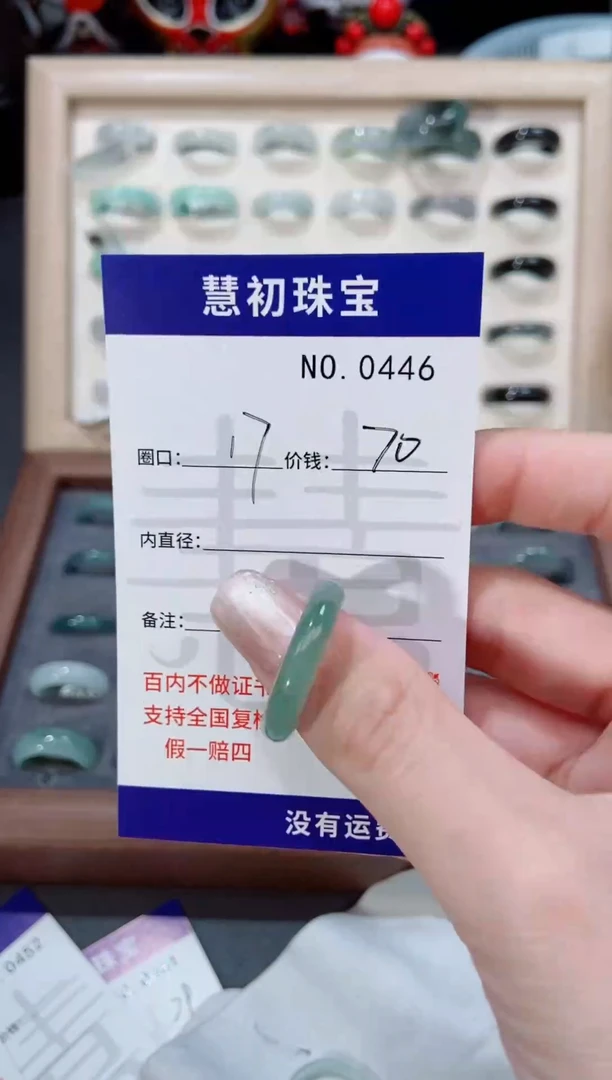 慧初珠宝
NO.0446
圈口: 17 价钱: 70
内直径:
备注:
百内不做证书
支持全国复检
假一赔四
没有运费
0452